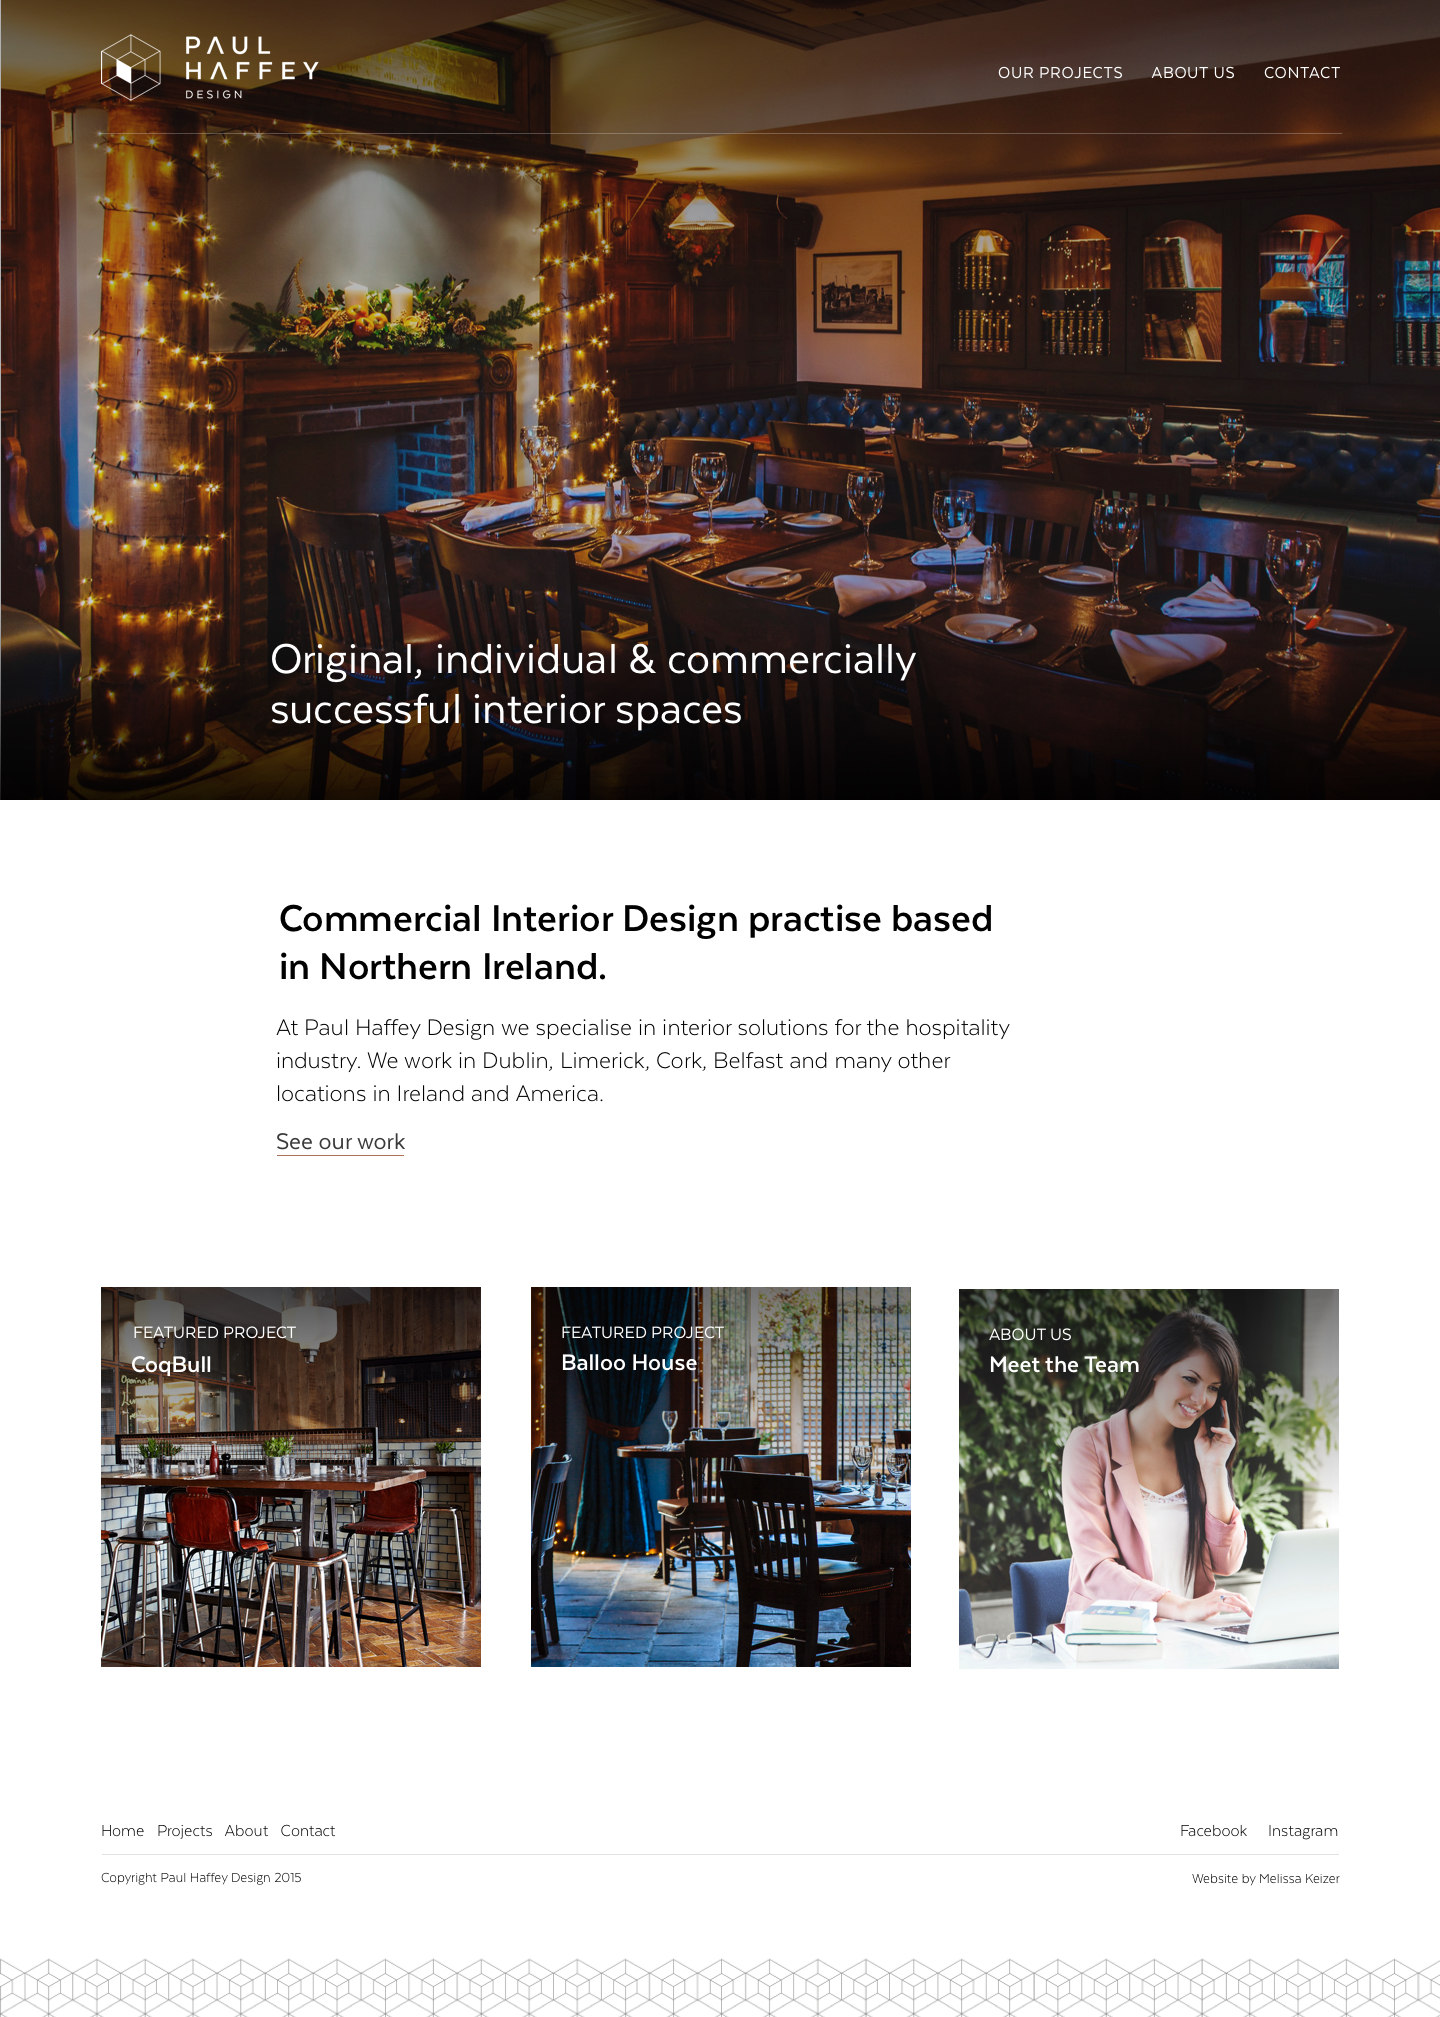 PAUL
HAFFEY
DESIGN
OUR PROJECTS ABOUT US CONTACT
Original, individual & commercially
successful interior spaces
Commercial Interior Design practise based
in Northern Ireland.
At Paul Haffey Design we specialise in interior solutions for the hospitality
industry. We work in Dublin, Limerick, Cork, Belfast and many other
locations in Ireland and America.
See our work
FEATURED PROJECT
CoqBull
FEATURED PROJECT
Balloo House
ABOUT US
Meet the Team
Home Projects About Contact
Facebook Instagram
Copyright Paul Haffey Design 2015
Website by Melissa Keizer